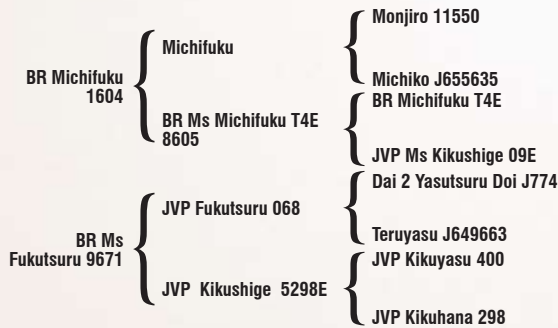 Monjiro 11550
Michifuku
BR Michifuku
1604
Michiko J655635
BR Michifuku T4E
BR Ms Michifuku T4E
8605
JVP Ms Kikushige 09E
Dai 2 Yasutsuru Doi J774
JVP Fukutsuru 068
BR Ms
Fukutsuru 9671
Teruyasu J649663
JVP Kikuyasu 400
JVP Kikushige 5298E
JVP Kikuhana 298